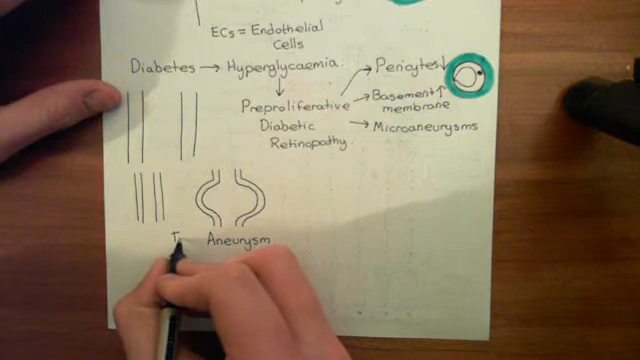 ECs = Endothelial
Cells
Diabetes → Hyperglycaemia.
Preproliferative
Diabetic
Retinopathy
→ Pericytes↓
→ Basement↑
membrane
→ Microaneurysms
Aneurysm